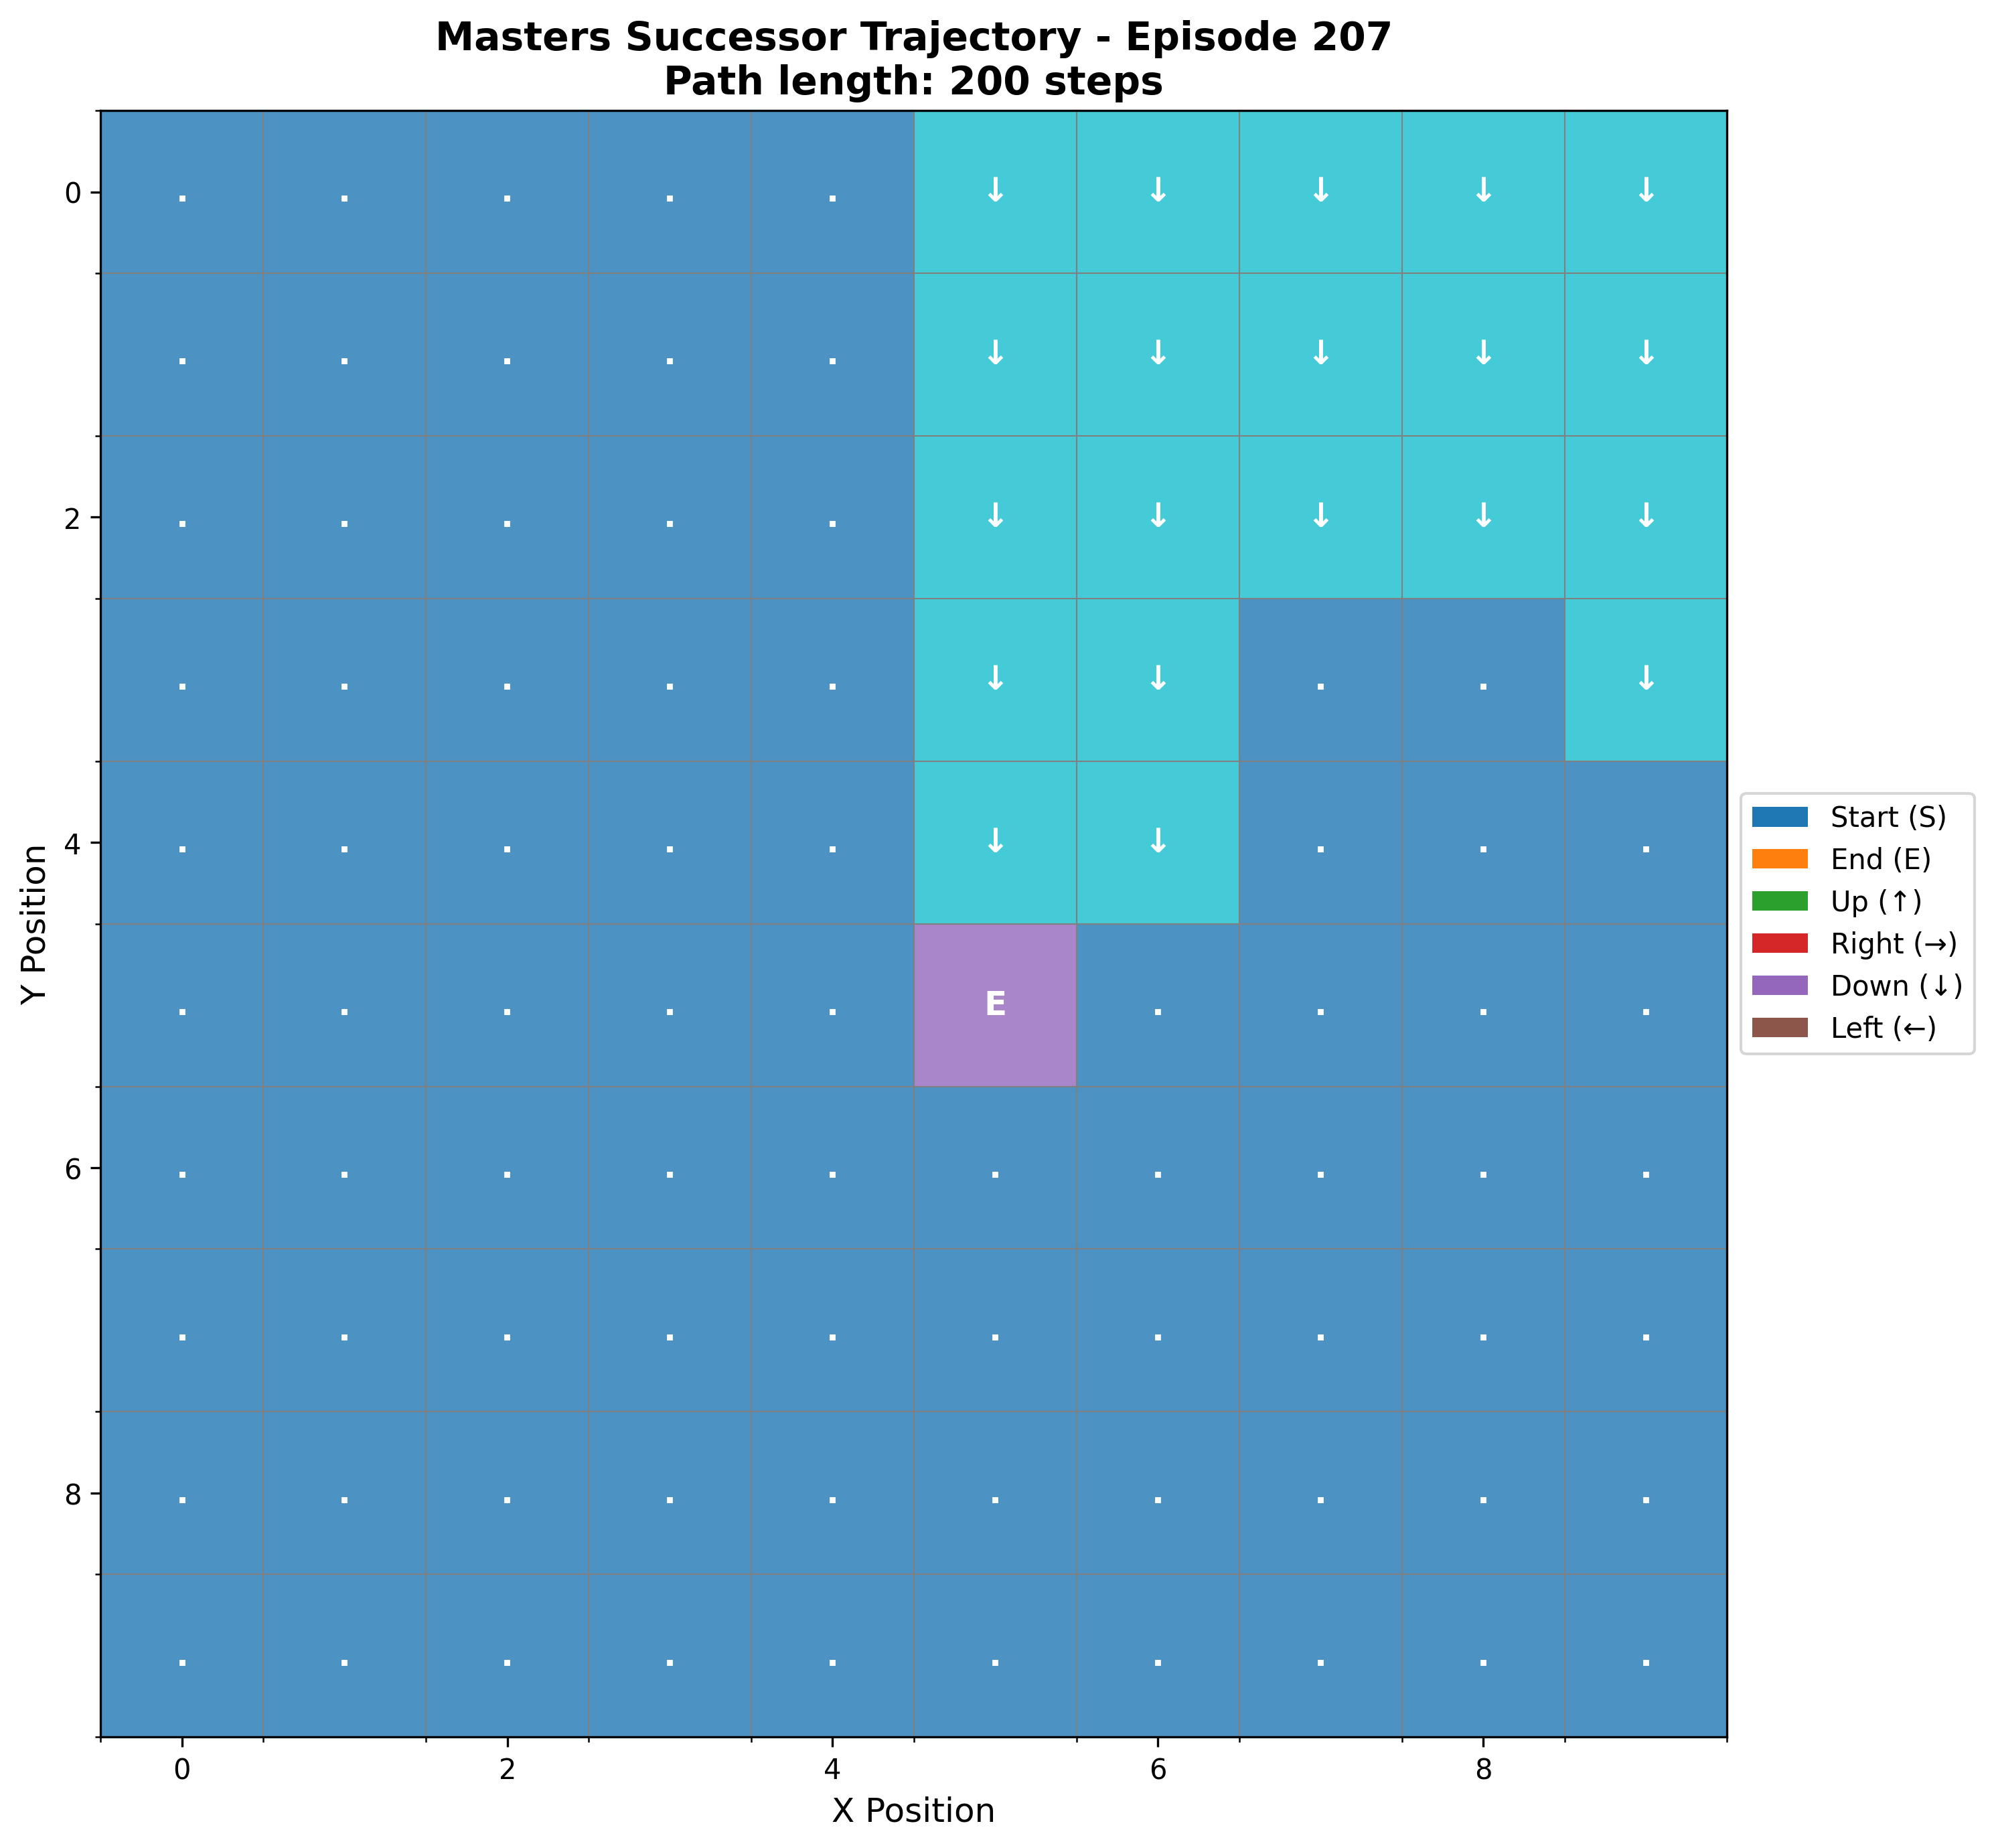 Masters Successor Trajectory - Episode 207
Path length: 200 steps
0 . . . . . ↓ ↓ ↓ ↓ ↓
. . . . . ↓ ↓ ↓ ↓ ↓
2 . . . . . ↓ ↓ ↓ ↓ ↓
. . . . . ↓ ↓ . . ↓
4 . . . . . ↓ ↓ . . .
. . . . . E . . . .
6 . . . . . . . . . .
. . . . . . . . . .
8 . . . . . . . . . .
. . . . . . . . . .
0 2 4 6 8
X Position
Y Position
Start (S)
End (E)
Up (↑)
Right (→)
Down (↓)
Left (←)